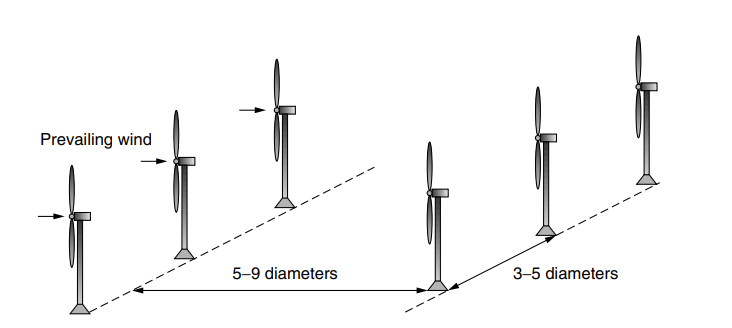 Prevailing wind
5–9 diameters
3–5 diameters